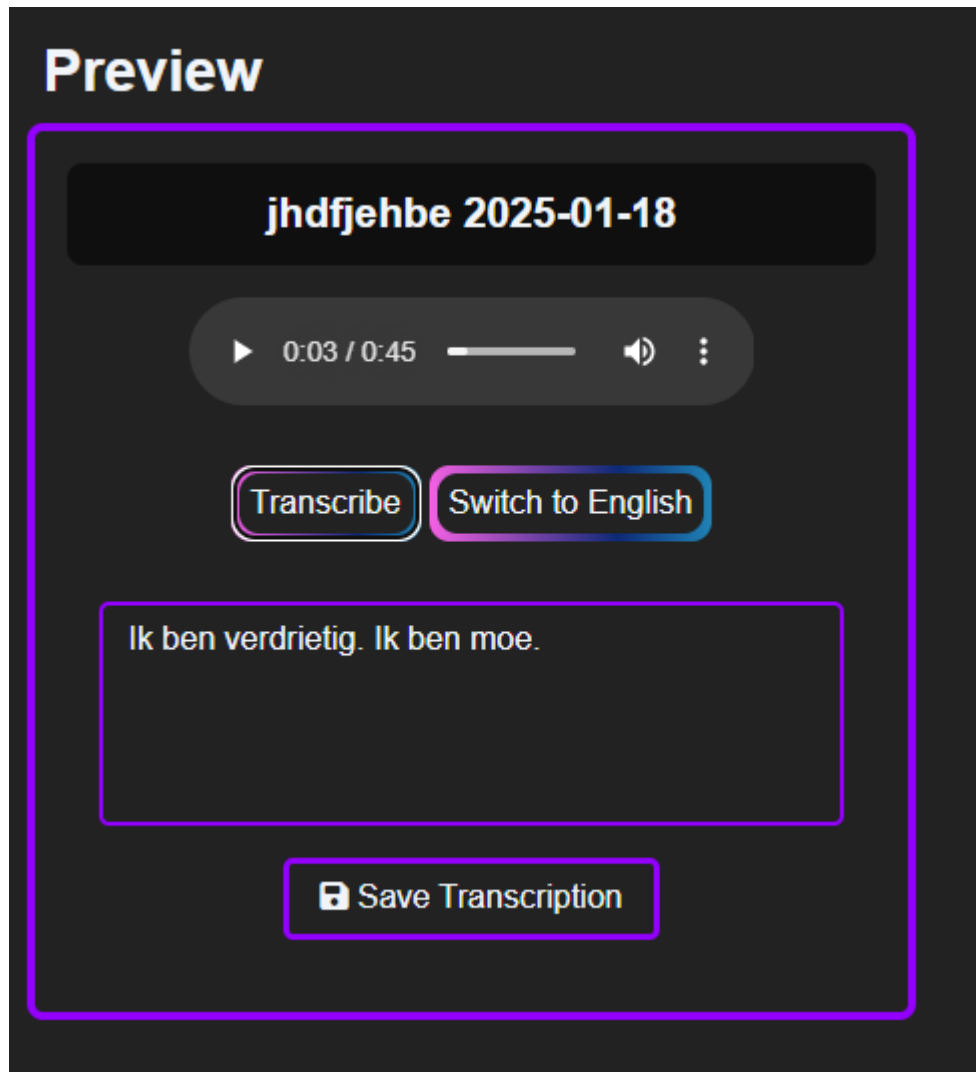 Preview
jhdfjehbe 2025-01-18
0:03 / 0:45
Transcribe Switch to English
Ik ben verdrietig. Ik ben moe.
Save Transcription